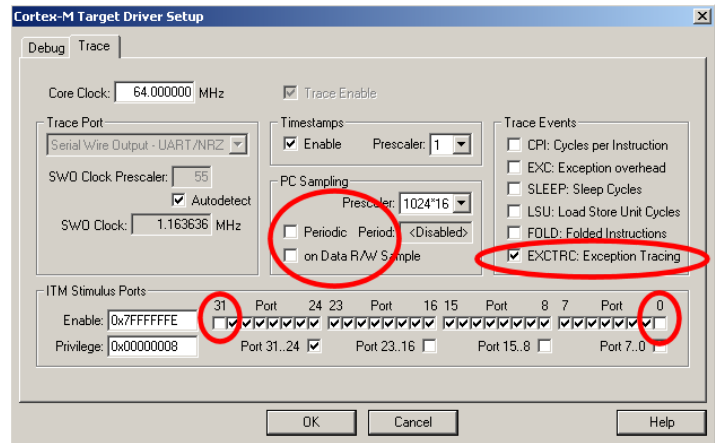 Cortex-M Target Driver Setup
Debug Trace
Core Clock: 64.000000 MHz
Trace Enable
Trace Port
Serial Wire Output - UART/NRZ
SWO Clock Prescaler: 55
Autodetect
SWO Clock: 1.163636 MHz
Timestamps
Enable Prescaler: 1
PC Sampling
Prescaler: 1024*16
Periodic Period: <Disabled>
on Data R/W Sample
Trace Events
CPI: Cycles per Instruction
EXC: Exception overhead
SLEEP: Sleep Cycles
LSU: Load Store Unit Cycles
FOLD: Folded Instructions
EXCTRC: Exception Tracing
ITM Stimulus Ports
31 Port 24 23 Port 16 15 Port 8 7 Port 0
Enable: 0x7FFFFFFE
Privilege: 0x00000008 Port 31..24 Port 23..16 Port 15..8 Port 7..0
OK Cancel Help